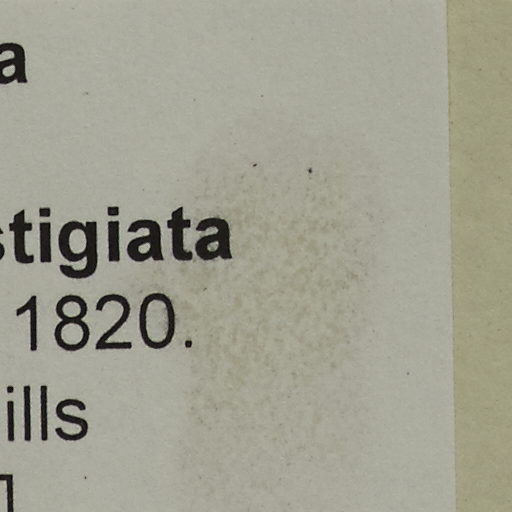 a
stigiata
1820.
ills